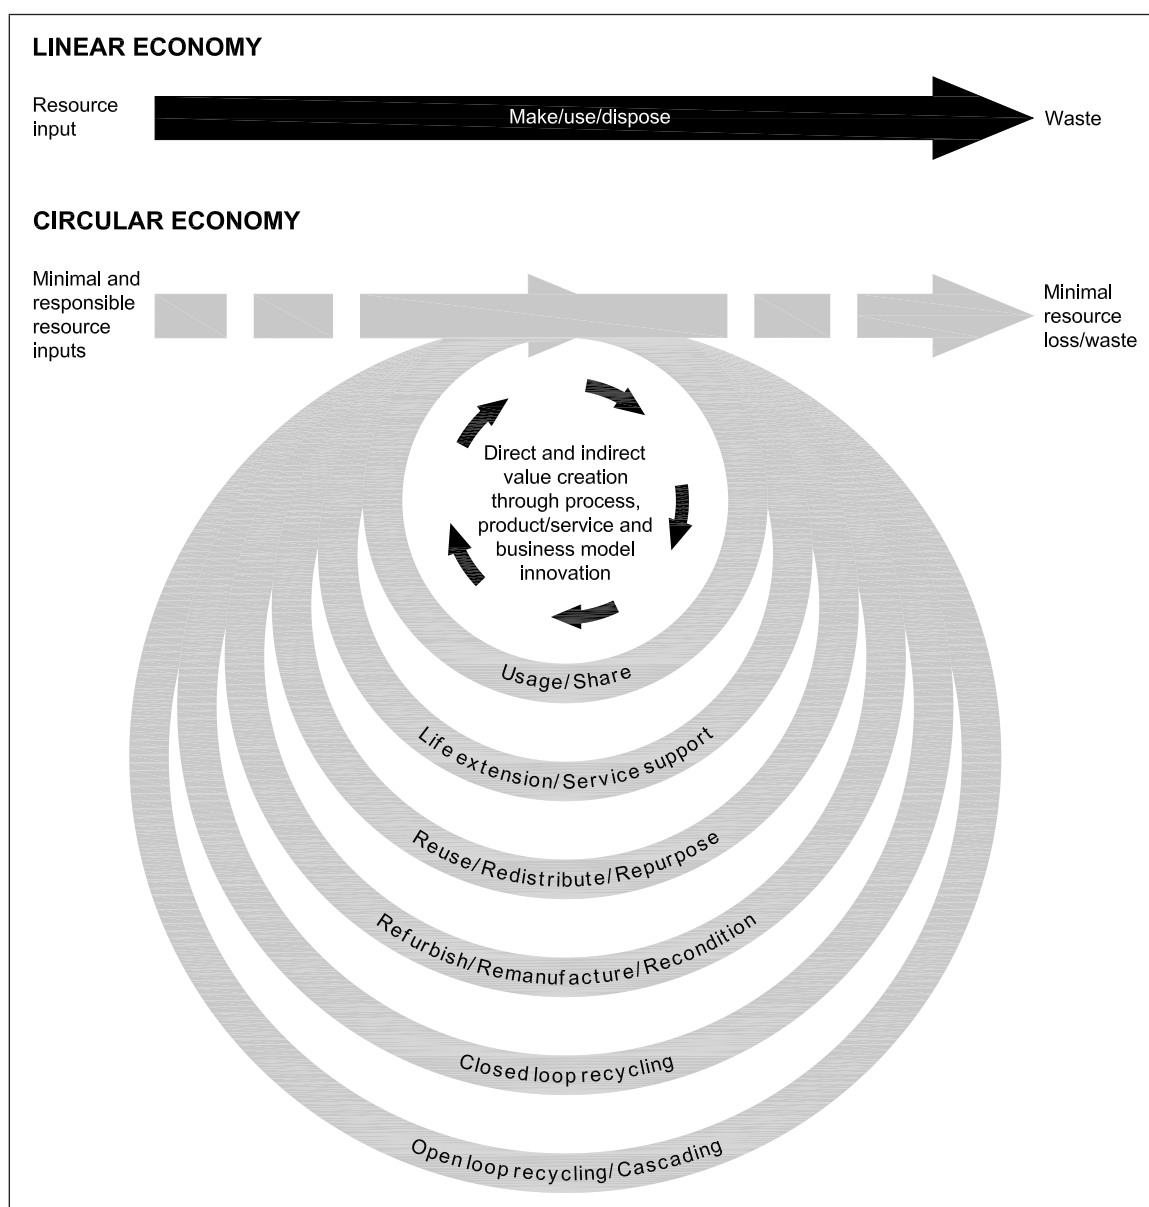 LINEAR ECONOMY
Resource
input
Make/use/dispose
Waste
CIRCULAR ECONOMY
Minimal and
responsible
resource
inputs
Minimal
resource
loss/waste
Direct and indirect
value creation
through process,
product/service and
business model
innovation
Usage/Share
Life extension/Service support
Reuse/Redistribute/Repurpose
Refurbish/Remanufacture/Recondition
Closed loop recycling
Open loop recycling/Cascading